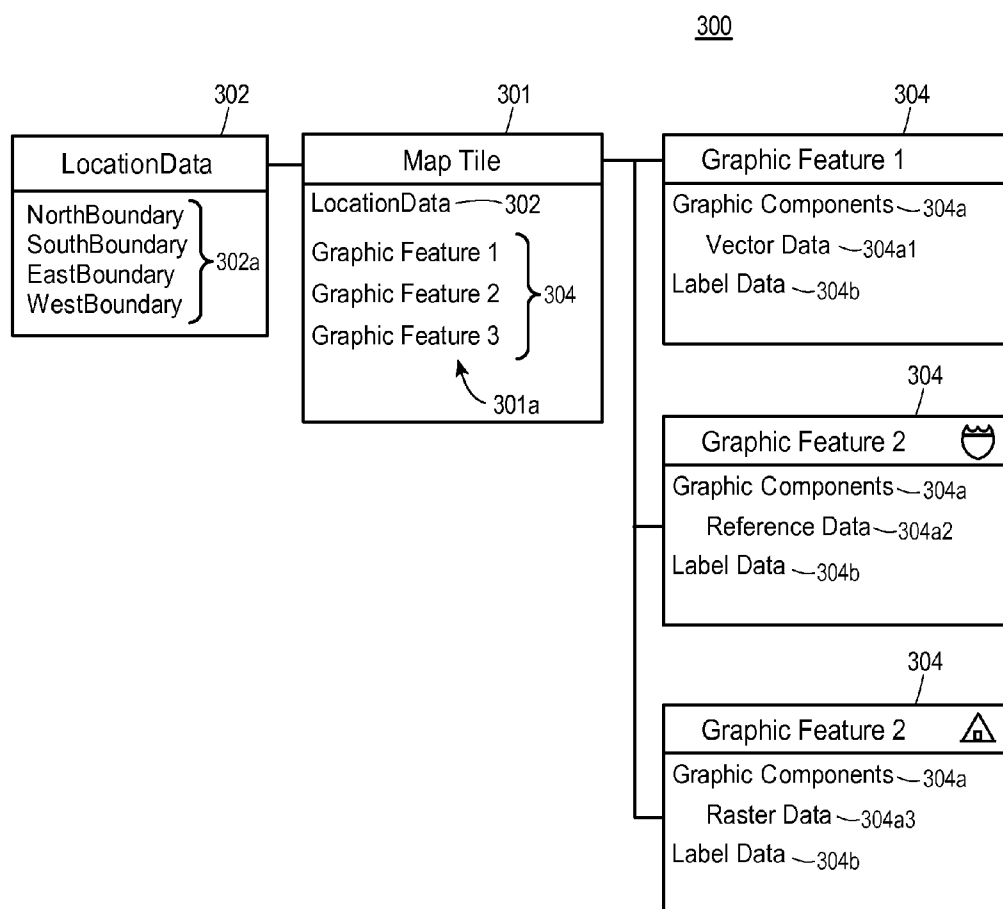 300
302
LocationData
NorthBoundary
SouthBoundary
EastBoundary
WestBoundary
302a
301
Map Tile
LocationData 302
Graphic Feature 1
Graphic Feature 2
Graphic Feature 3
304
301a
304
Graphic Feature 1
Graphic Components 304a
Vector Data 304a1
Label Data 304b
304
Graphic Feature 2
Graphic Components 304a
Reference Data 304a2
Label Data 304b
304
Graphic Feature 2
Graphic Components 304a
Raster Data 304a3
Label Data 304b